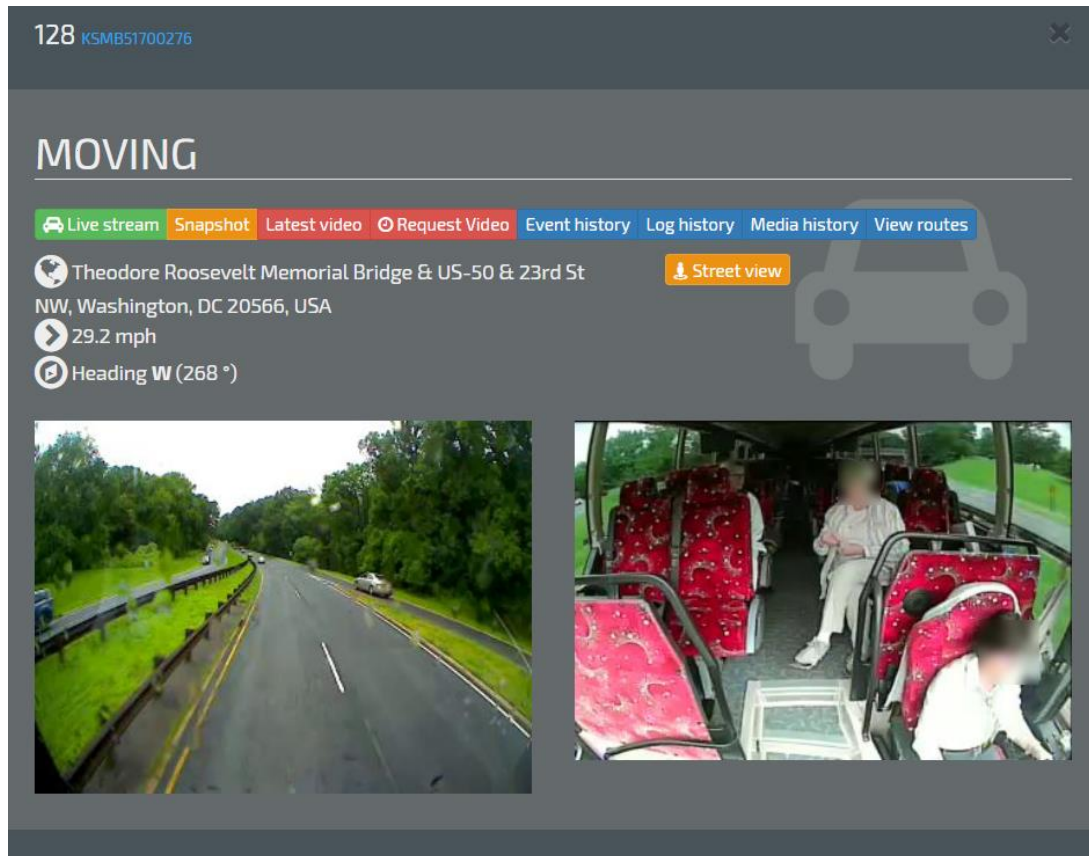 128 KSMB51700276
MOVING
Live stream Snapshot Latest video Request Video Event history Log history Media history View routes
Theodore Roosevelt Memorial Bridge & US-50 & 23rd St
NW, Washington, DC 20566, USA
Street view
29.2 mph
Heading W (268 °)